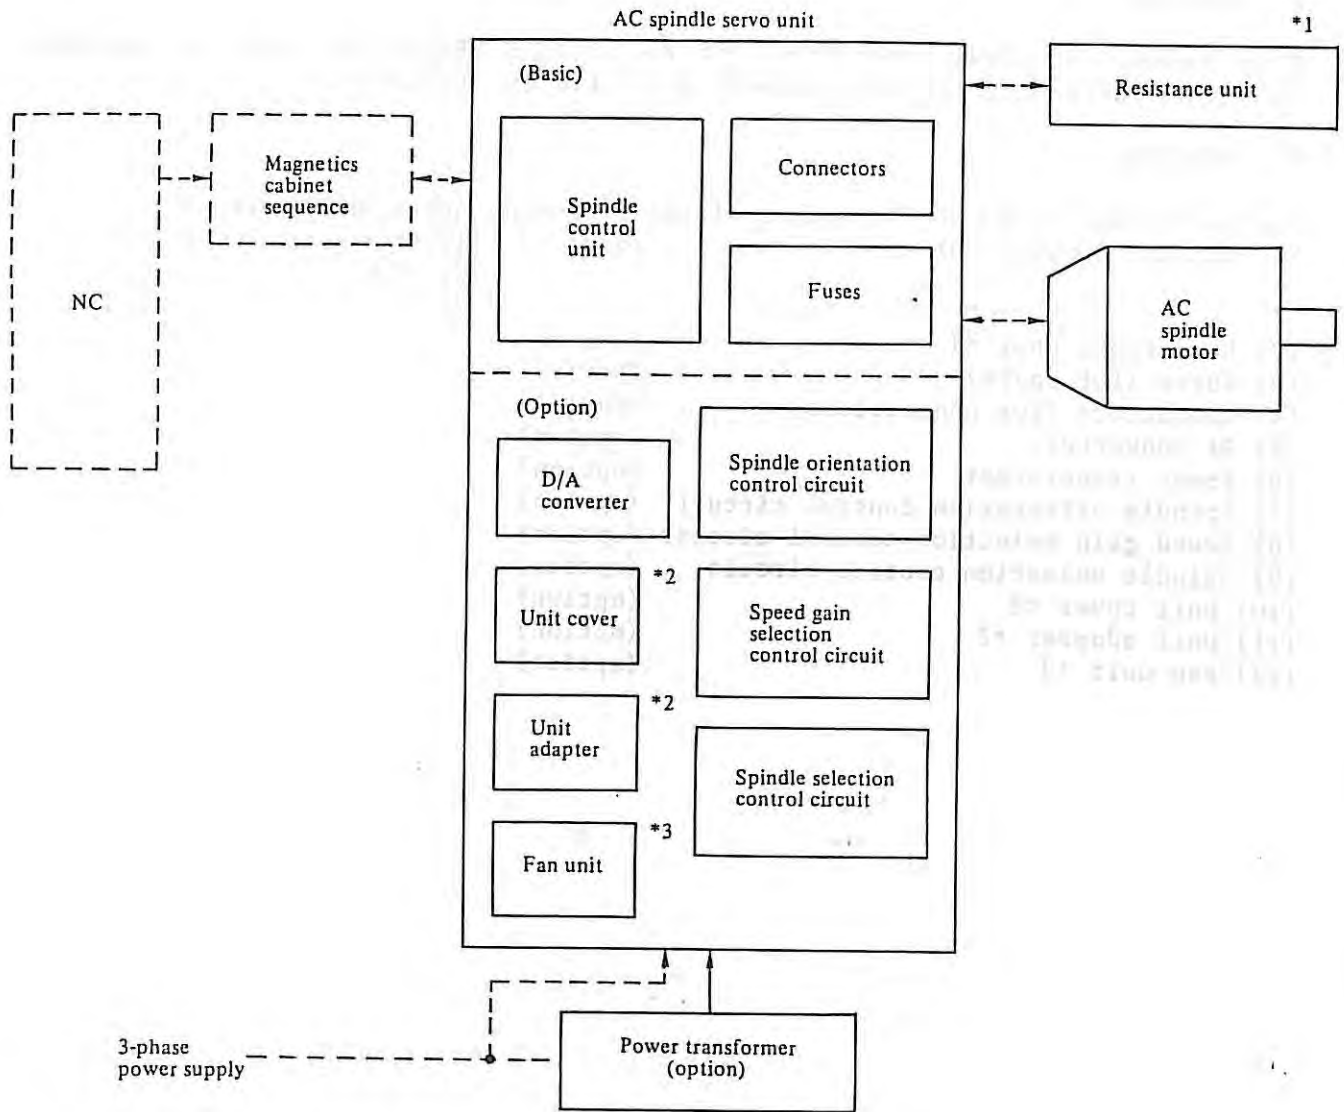 AC spindle servo unit
*1
(Basic)
Resistance unit
Magnetics
cabinet
sequence
Connectors
Spindle
control
unit
Fuses
NC
AC
spindle
motor
(Option)
D/A
converter
Spindle orientation
control circuit
*2
Unit cover
Speed gain
selection
control circuit
*2
Unit
adapter
Spindle selection
control circuit
*3
Fan unit
3-phase
power supply
Power transformer
(option)